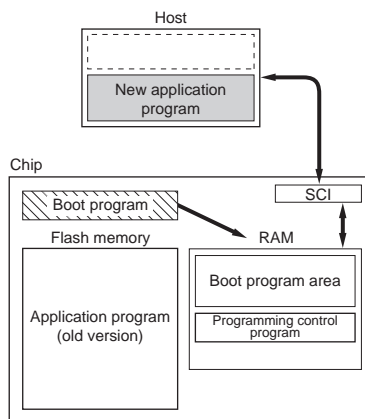 Host
New application
program
Chip
SCI
Boot program
Flash memory
RAM
Boot program area
Application program
(old version)
Programming control
program